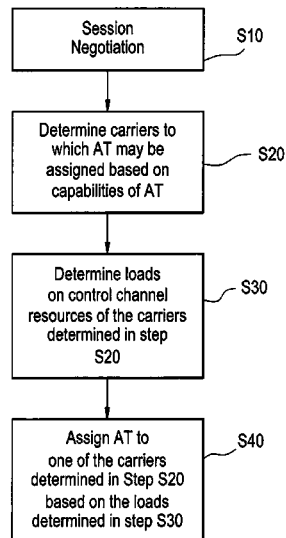 Session
Negotiation
S10
Determine carriers to
which AT may be
assigned based on
capabilities of AT
S20
Determine loads
on control channel
resources of the carriers
determined in step
S20
S30
Assign AT to
one of the carriers
determined in Step S20
based on the loads
determined in step S30
S40